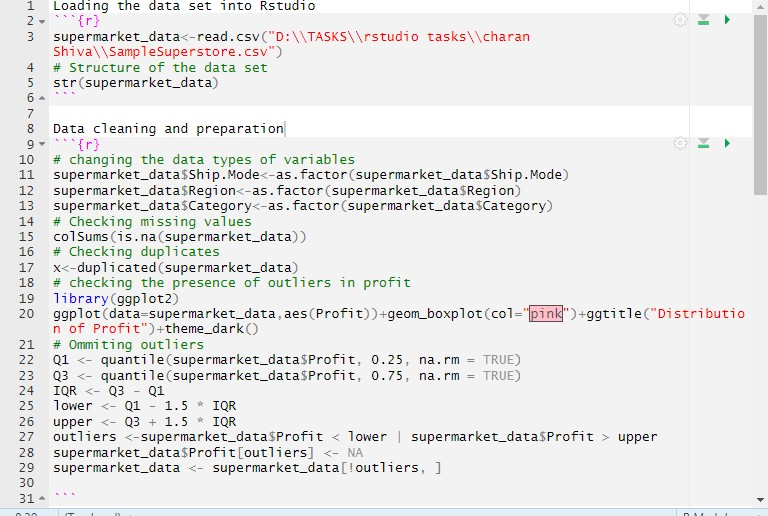 1 Loading the data set into Rstudio
2 ```{r}
3 supermarket_data<-read.csv("D:\\TASKS\\rstudio tasks\\charan
Shiva\\SampleSuperstore.csv")
4 # Structure of the data set
5 str(supermarket_data)
6 ```
7
8 Data cleaning and preparation
9 ```{r}
10 # changing the data types of variables
11 supermarket_data$Ship.Mode<-as.factor(supermarket_data$Ship.Mode)
12 supermarket_data$Region<-as.factor(supermarket_data$Region)
13 supermarket_data$Category<-as.factor(supermarket_data$Category)
14 # Checking missing values
15 colSums(is.na(supermarket_data))
16 # Checking duplicates
17 x<-duplicated(supermarket_data)
18 # checking the presence of outliers in profit
19 library(ggplot2)
20 ggplot(data=supermarket_data,aes(Profit))+geom_boxplot(col="pink")+ggtitle("Distributio
n of Profit")+theme_dark()
21 # Ommiting outliers
22 Q1 <- quantile(supermarket_data$Profit, 0.25, na.rm = TRUE)
23 Q3 <- quantile(supermarket_data$Profit, 0.75, na.rm = TRUE)
24 IQR <- Q3 - Q1
25 lower <- Q1 - 1.5 * IQR
26 upper <- Q3 + 1.5 * IQR
27 outliers <-supermarket_data$Profit < lower | supermarket_data$Profit > upper
28 supermarket_data$Profit[outliers] <- NA
29 supermarket_data <- supermarket_data[!outliers, ]
30
31 ```